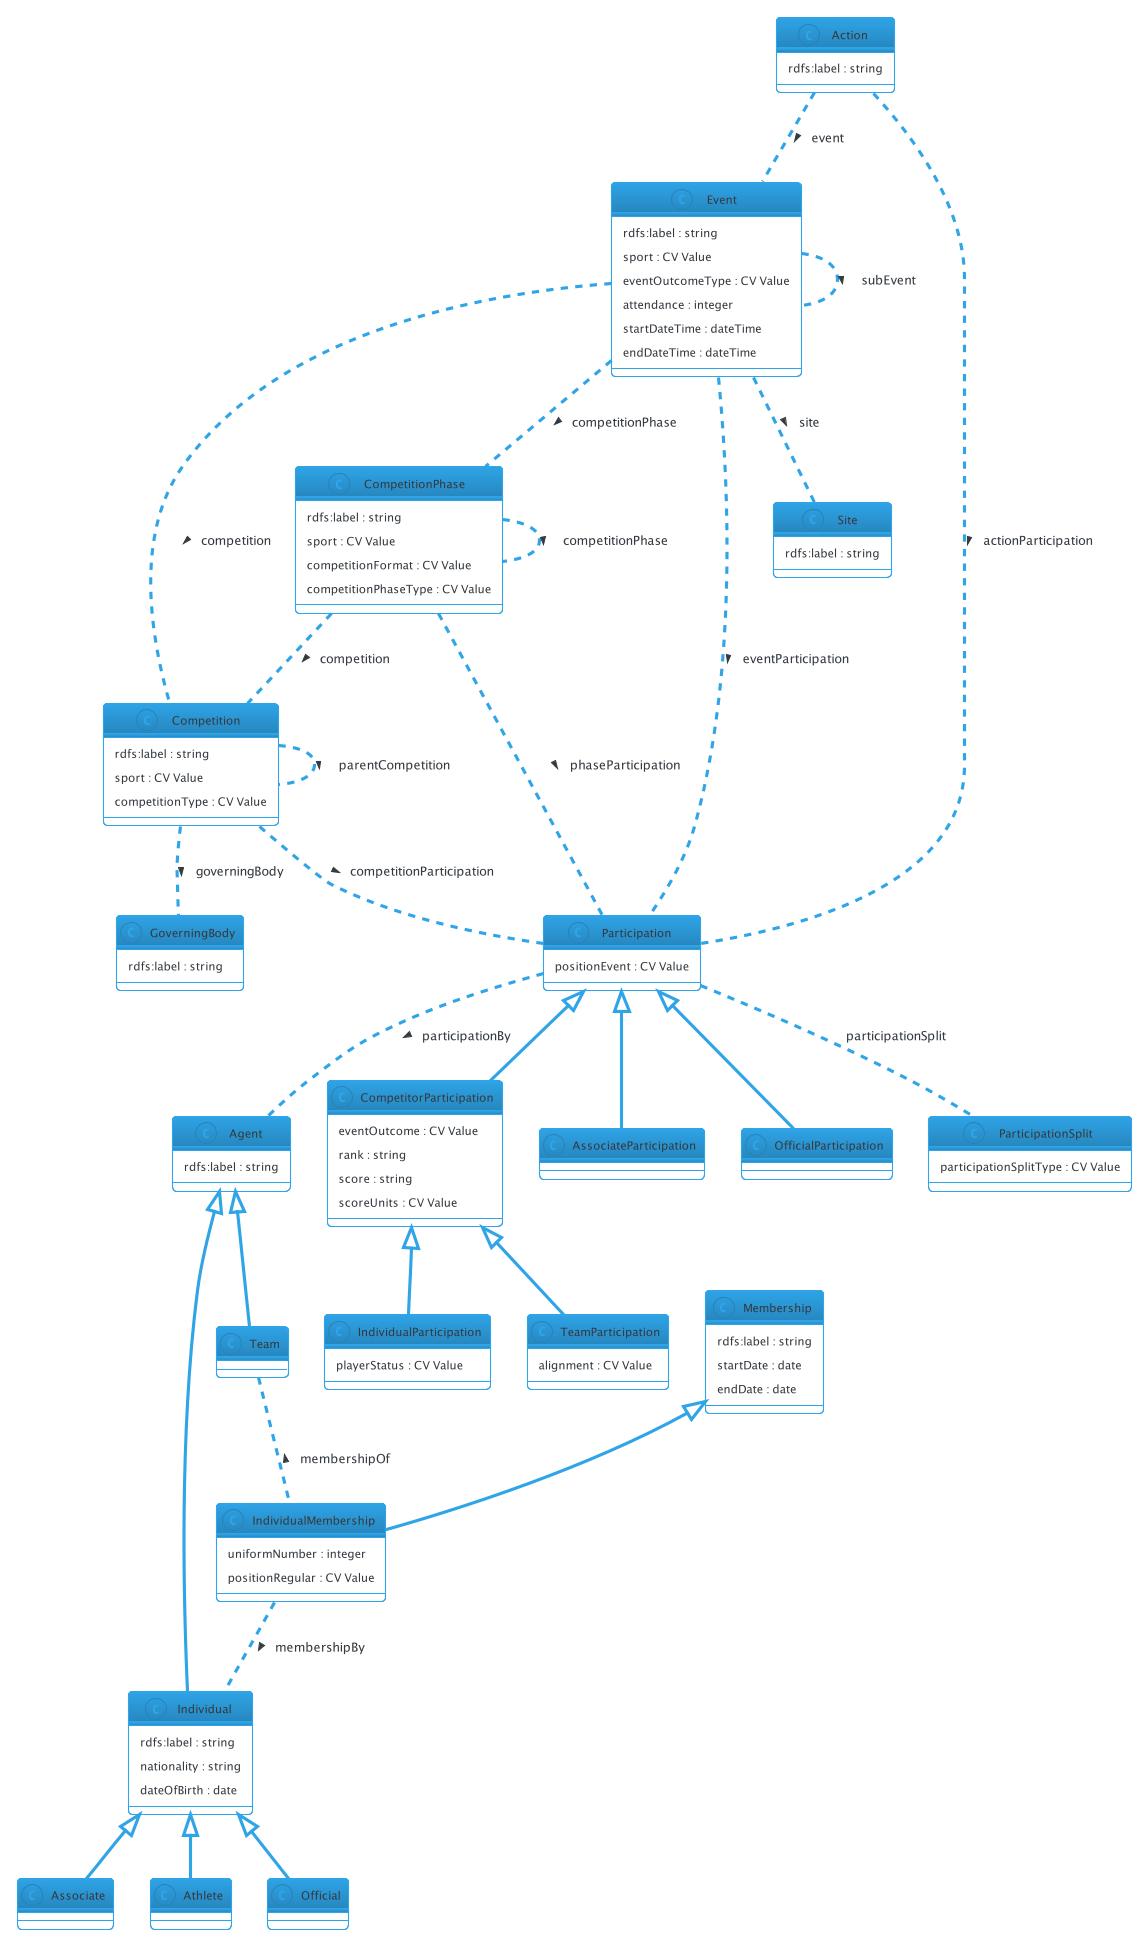 C Action
rdfs:label : string
event
C Event
rdfs:label : string
sport : CV Value
eventOutcomeType : CV Value
attendance : integer
startDateTime : dateTime
endDateTime : dateTime
subEvent
competitionPhase
site
C CompetitionPhase
rdfs:label : string
sport : CV Value
competitionFormat : CV Value
competitionPhaseType : CV Value
competitionPhase
C Site
rdfs:label : string
competition
actionParticipation
competition
eventParticipation
C Competition
rdfs:label : string
sport : CV Value
competitionType : CV Value
parentCompetition
phaseParticipation
governingBody
competitionParticipation
C GoverningBody
rdfs:label : string
C Participation
positionEvent : CV Value
participationBy
participationSplit
C Agent
rdfs:label : string
C CompetitorParticipation
eventOutcome : CV Value
rank : string
score : string
scoreUnits : CV Value
C AssociateParticipation
C OfficialParticipation
C ParticipationSplit
participationSplitType : CV Value
C Team
C IndividualParticipation
playerStatus : CV Value
C TeamParticipation
alignment : CV Value
C Membership
rdfs:label : string
startDate : date
endDate : date
membershipOf
C IndividualMembership
uniformNumber : integer
positionRegular : CV Value
membershipBy
C Individual
rdfs:label : string
nationality : string
dateOfBirth : date
C Associate
C Athlete
C Official